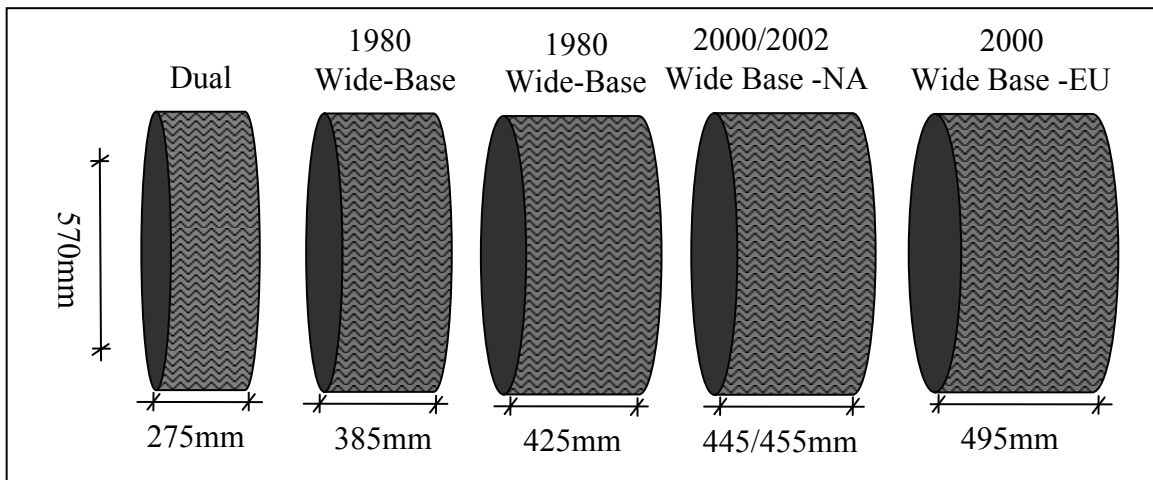 Dual
1980
Wide-Base
1980
Wide-Base
2000/2002
Wide Base -NA
2000
Wide Base -EU
570mm
275mm
385mm
425mm
445/455mm
495mm